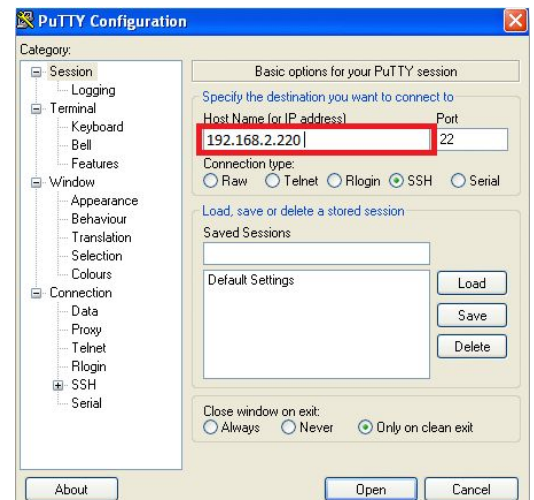 PuTTY Configuration
Category:
Session
Logging
Terminal
Keyboard
Bell
Features
Window
Appearance
Behaviour
Translation
Selection
Colours
Connection
Data
Proxy
Telnet
Rlogin
SSH
Serial
Basic options for your PuTTY session
Specify the destination you want to connect to
Host Name (or IP address) Port
192.168.2.220 22
Connection type:
Raw Telnet Rlogin SSH Serial
Load, save or delete a stored session
Saved Sessions
Default Settings
Load
Save
Delete
Close window on exit:
Always Never Only on clean exit
About Open Cancel